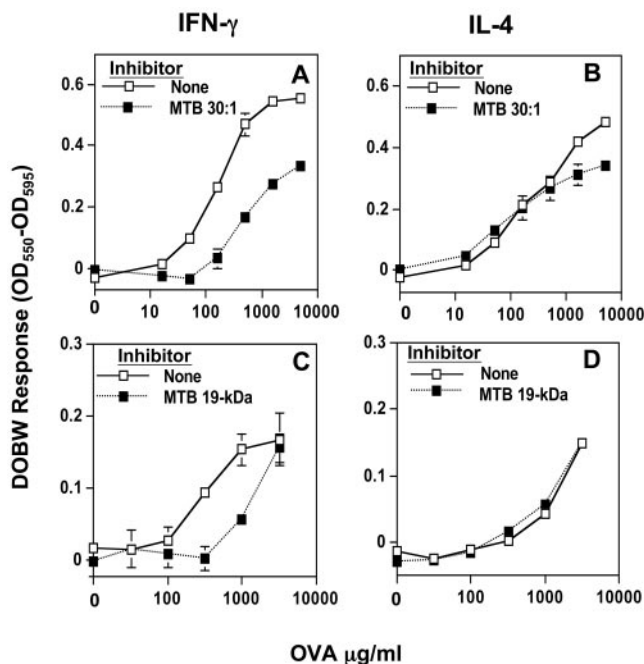 IFN-γ
IL-4
DOBW Response (OD550-OD595)
A
Inhibitor
None
MTB 30:1
0.6
0.4
0.2
0
0 10 100 1000 10000
B
Inhibitor
None
MTB 30:1
0.6
0.4
0.2
0
0 10 100 1000 10000
C
Inhibitor
None
MTB 19-kDa
0.3
0.2
0.1
0
0 100 1000 10000
D
Inhibitor
None
MTB 19-kDa
0.3
0.2
0.1
0
0 100 1000 10000
OVA μg/ml